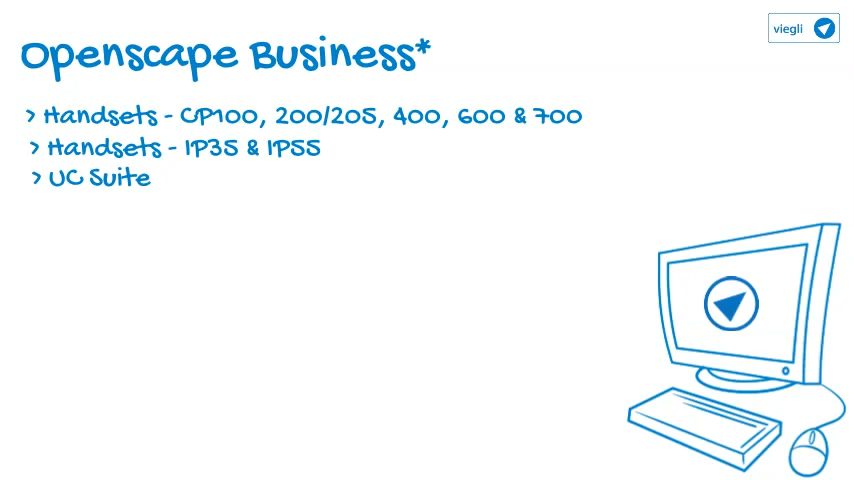 viegli
Openscape Business*
> Handsets - CP100, 200/205, 400, 600 & 700
> Handsets - IP35 & IP55
> UC Suite